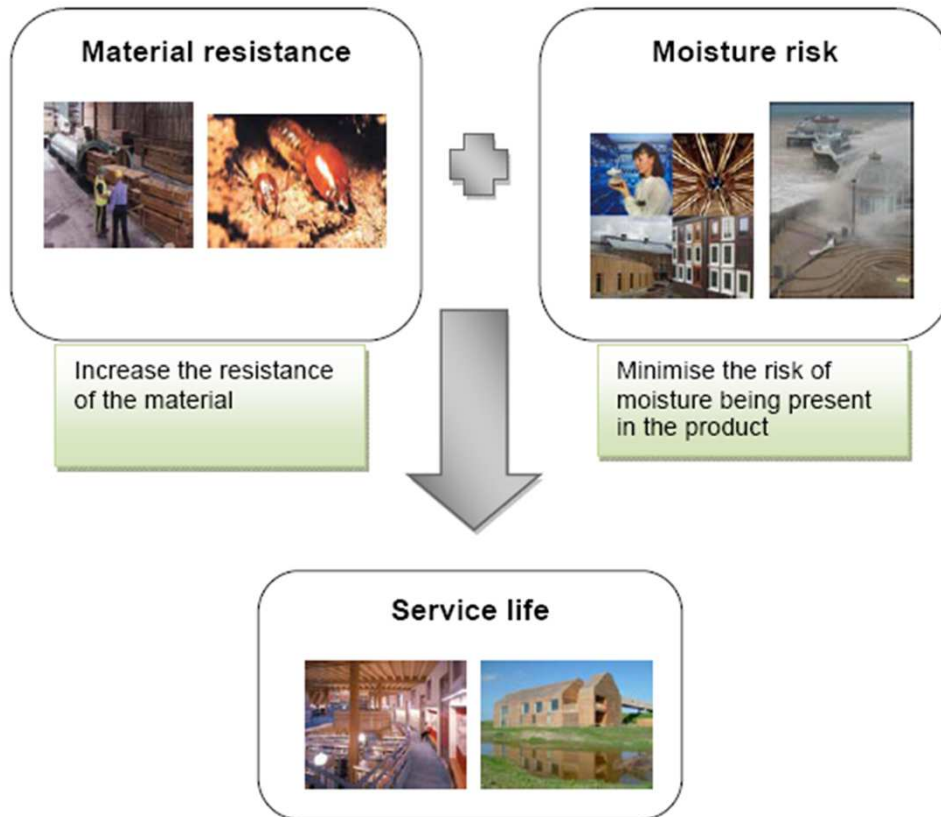 Material resistance
Moisture risk
Increase the resistance
of the material
Minimise the risk of
moisture being present
in the product
Service life